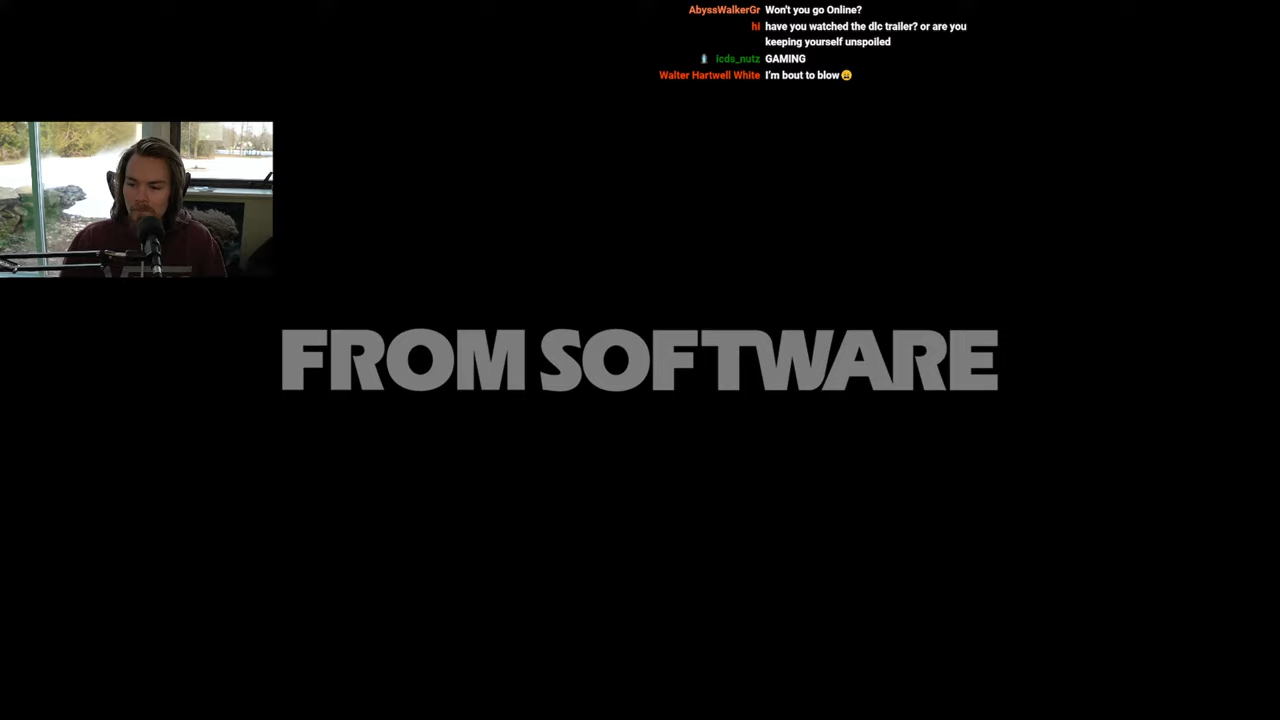 AbyssWalkerGr Won't you go Online?
hi have you watched the dlc trailer? or are you
keeping yourself unspoiled
icds_nutz GAMING
Walter Hartwell White I'm bout to blow😩
FROM SOFTWARE